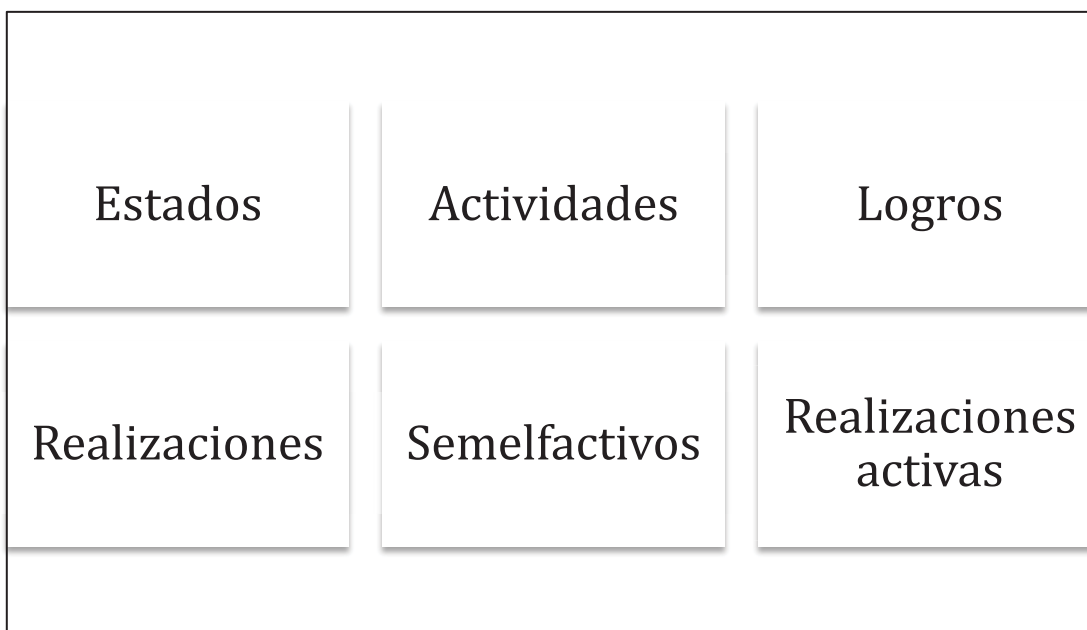 Estados
Actividades
Logros
Realizaciones
Semelfactivos
Realizaciones
activas